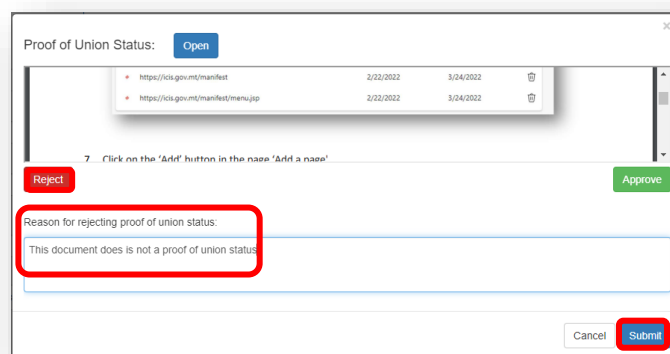 ×
Proof of Union Status: Open
https://icis.gov.mt/manifest 2/22/2022 3/24/2022
https://icis.gov.mt/manifest/menu.jsp 2/22/2022 3/24/2022
7 Click on the 'Add' button in the page 'Add a page'
Reject Approve
Reason for rejecting proof of union status:
This document does is not a proof of union status
Cancel Submit